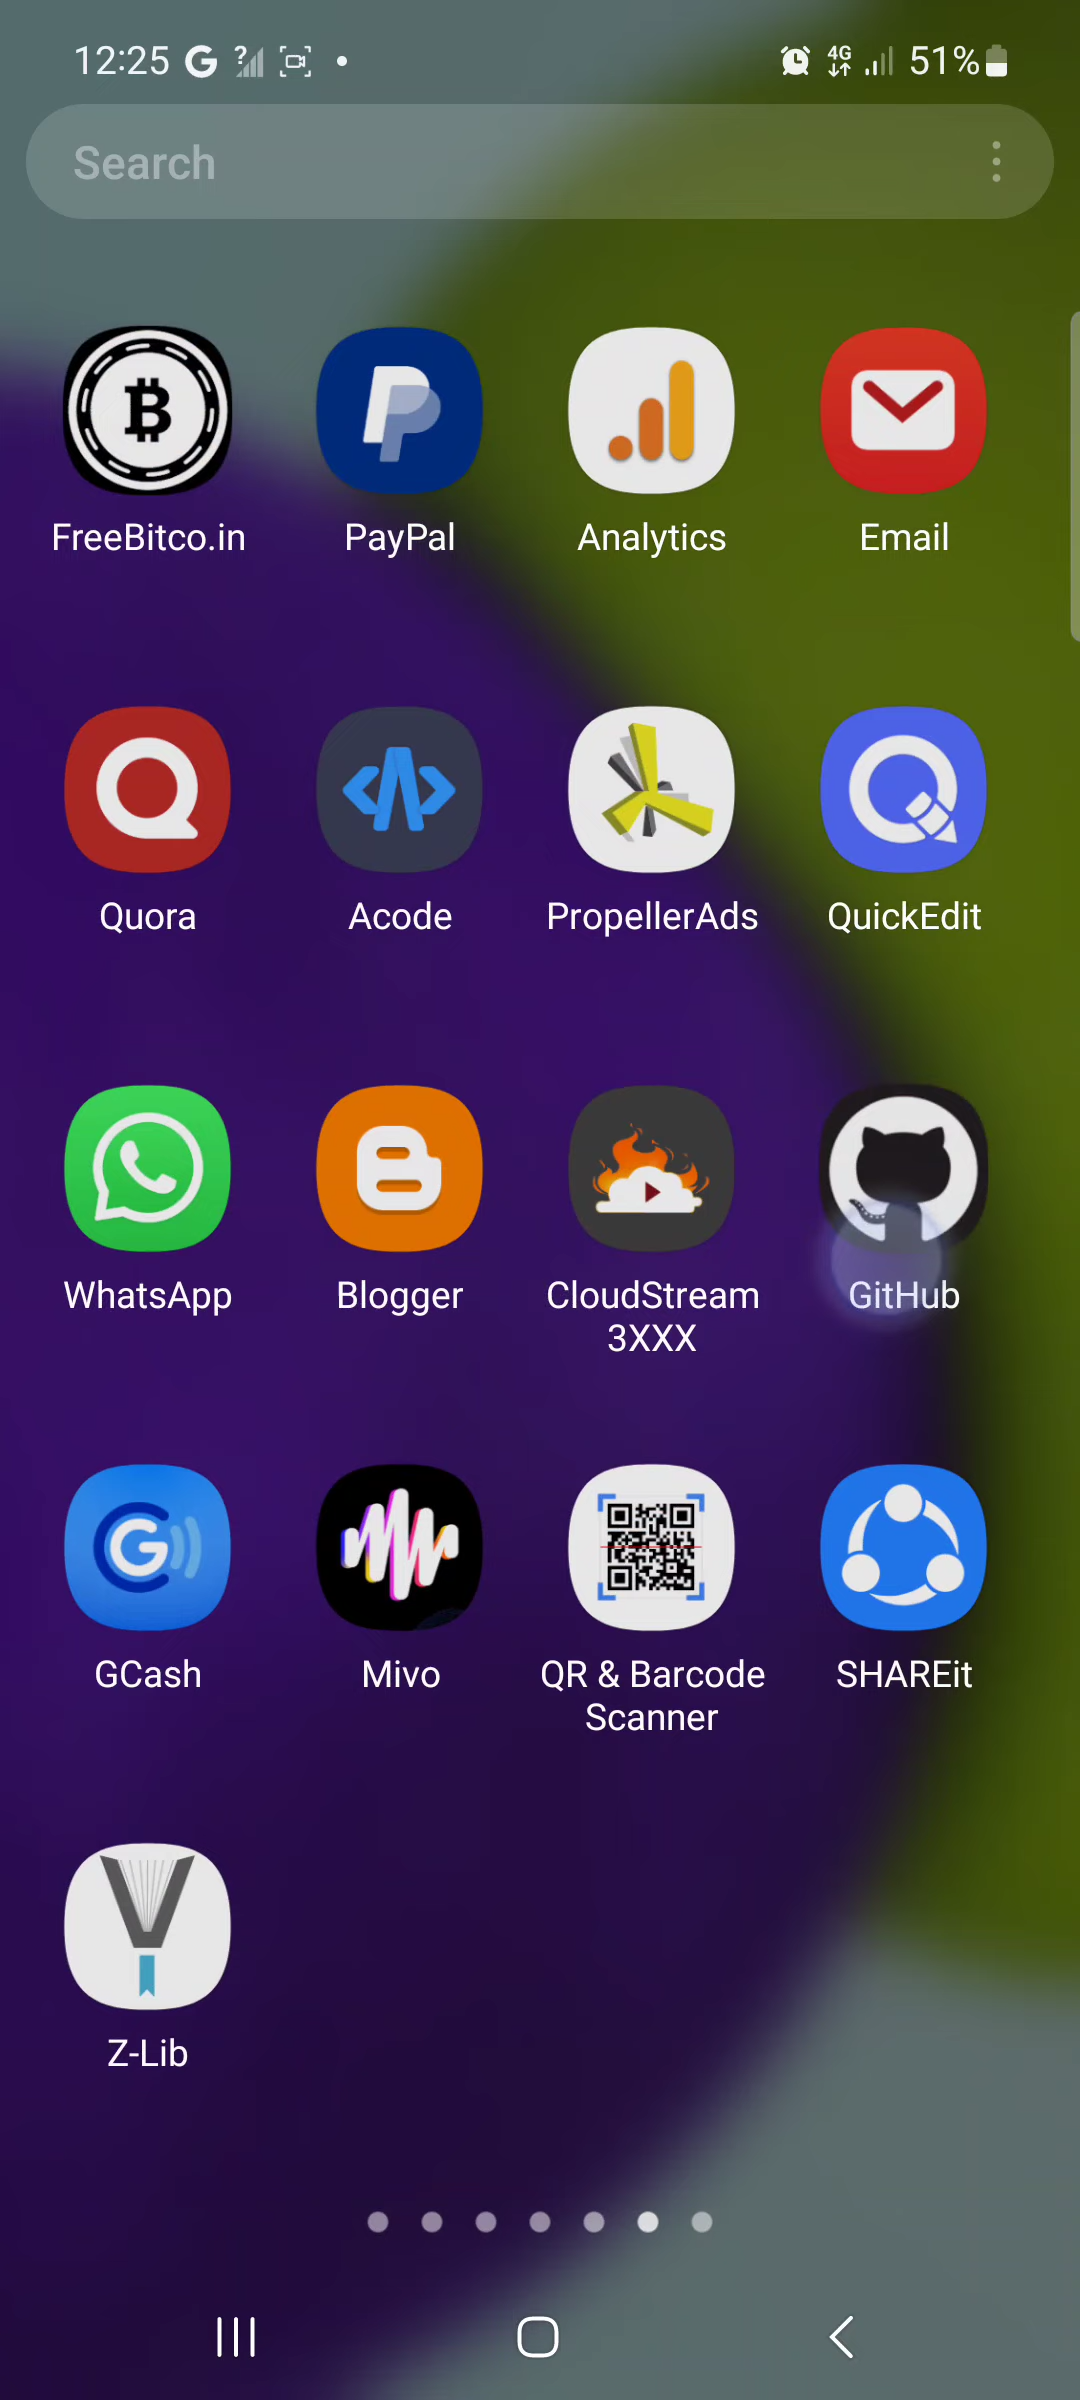 12:25 G ? 4G 51%
Search
FreeBitco.in PayPal Analytics Email
Quora Acode PropellerAds QuickEdit
WhatsApp Blogger CloudStream GitHub
3XXX
GCash Mivo QR & Barcode SHAREit
Scanner
Z-Lib